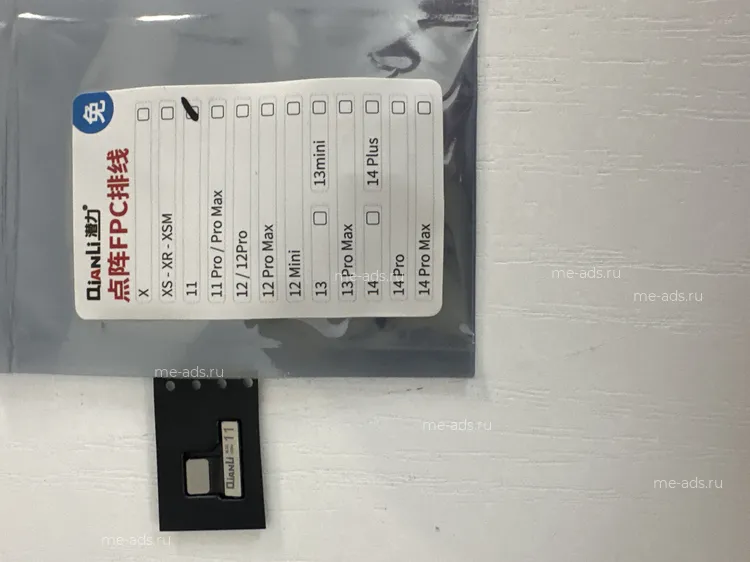 免
QIANLI 潜力
点阵FPC排线
X
XS - XR - XSM
11
11 Pro / Pro Max
12 / 12Pro
12 Pro Max
12 Mini
13 13mini
13 Pro Max
14 14 Plus
14 Pro
14 Pro Max
QIANLI 11
me-ads.ru
me-ads.ru
me-ads.ru
me-ads.ru
me-ads.ru
me-ads.ru
me-ads.ru